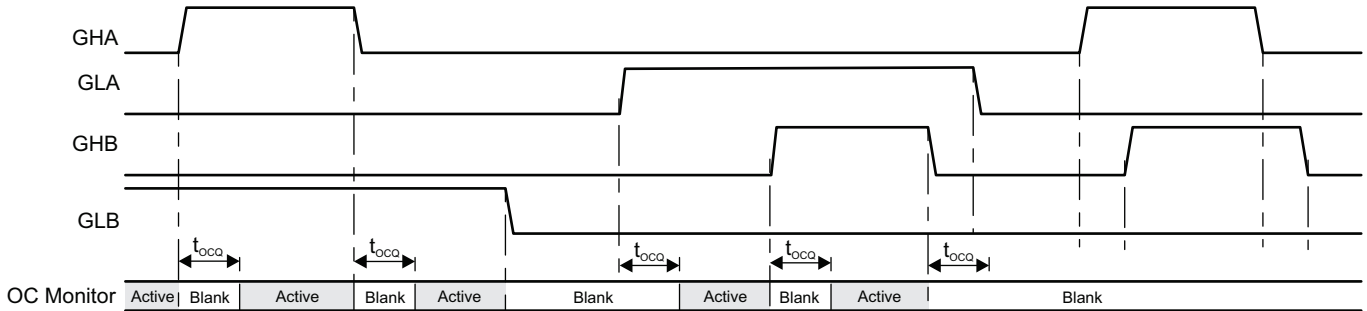 GHA
GLA
GHB
GLB
tOCQ tOCQ tOCQ tOCQ tOCQ
OC Monitor Active Blank Active Blank Active Blank Active Blank Active Blank